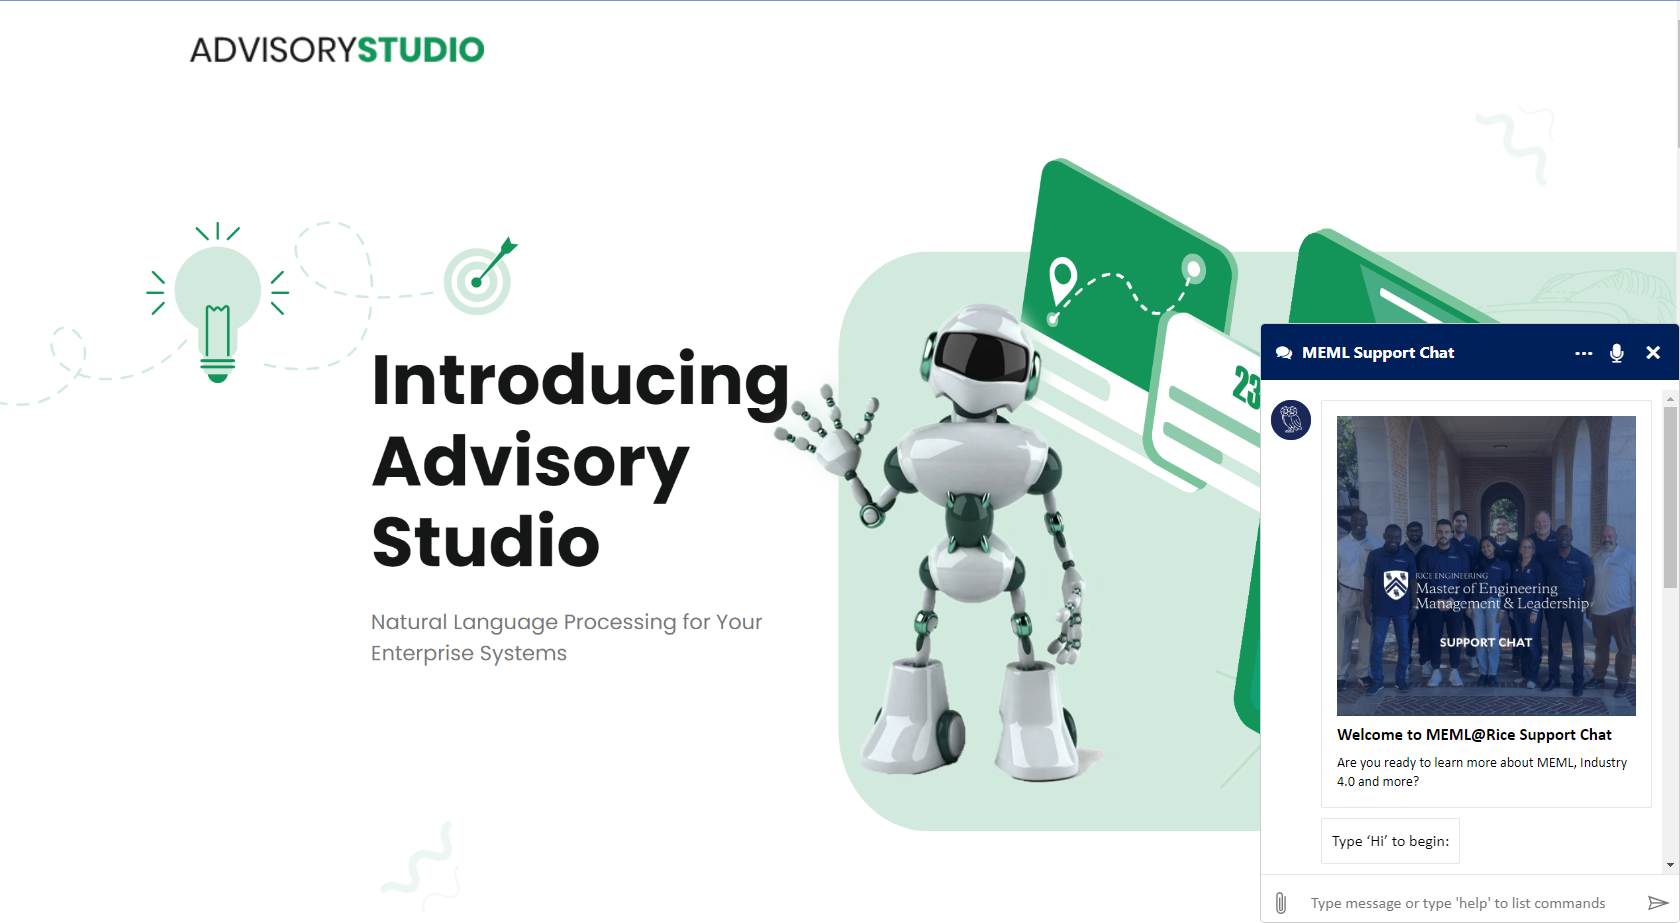 ADVISORYSTUDIO
Introducing
Advisory
Studio
Natural Language Processing for Your
Enterprise Systems
23
MEML Support Chat
RICE ENGINEERING
Master of Engineering
Management & Leadership
SUPPORT CHAT
Welcome to MEML@Rice Support Chat
Are you ready to learn more about MEML, Industry
4.0 and more?
Type ‘Hi’ to begin:
Type message or type 'help' to list commands